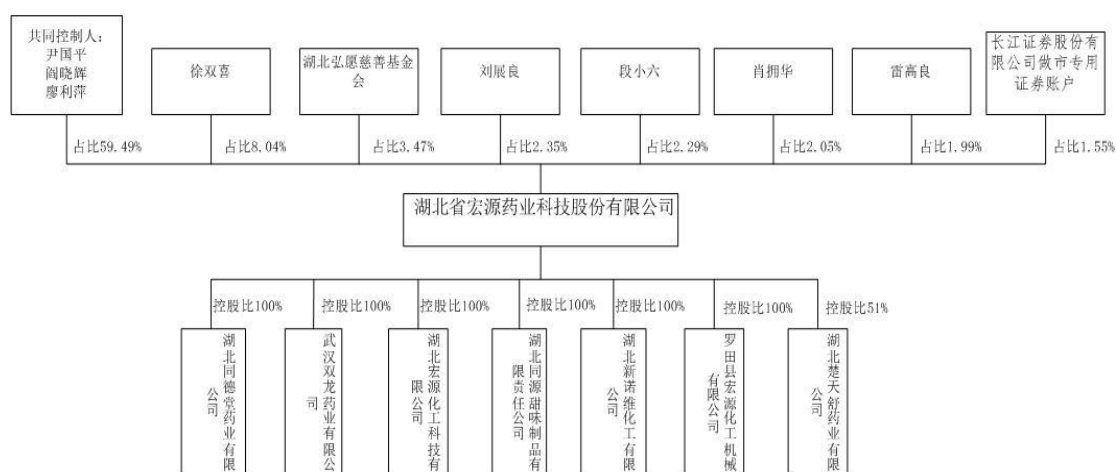 共同控制人：
尹国平
阎晓辉
廖利萍
徐双喜
湖北弘愿慈善基金
会
刘展良
段小六
肖拥华
雷高良
长江证券股份有
限公司做市专用
证券账户
占比59.49%
占比8.04%
占比3.47%
占比2.35%
占比2.29%
占比2.05%
占比1.99%
占比1.55%
湖北省宏源药业科技股份有限公司
控股比100%
控股比100%
控股比100%
控股比100%
控股比100%
控股比100%
控股比51%
湖北同德堂药业有限
公司
武汉双龙药业有限公
司
湖北宏源化工科技有
限公司
湖北同源甜味制品有
限责任公司
湖北新诺维化工有限
公司
罗田县宏源化工机械
有限公司
湖北楚天舒药业有限
公司